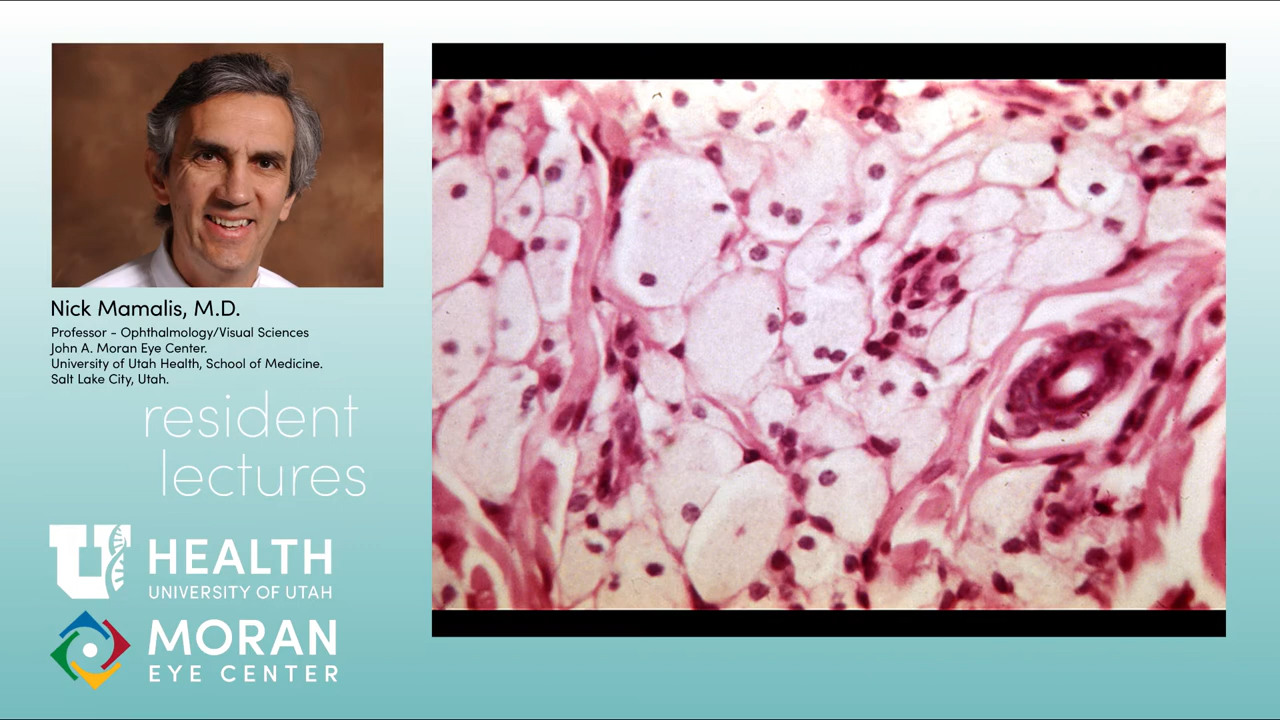 Nick Mamalis, M.D.
Professor - Ophthalmology/Visual Sciences
John A. Moran Eye Center.
University of Utah Health, School of Medicine.
Salt Lake City, Utah.
resident
lectures
U HEALTH
UNIVERSITY OF UTAH
MORAN
EYE CENTER